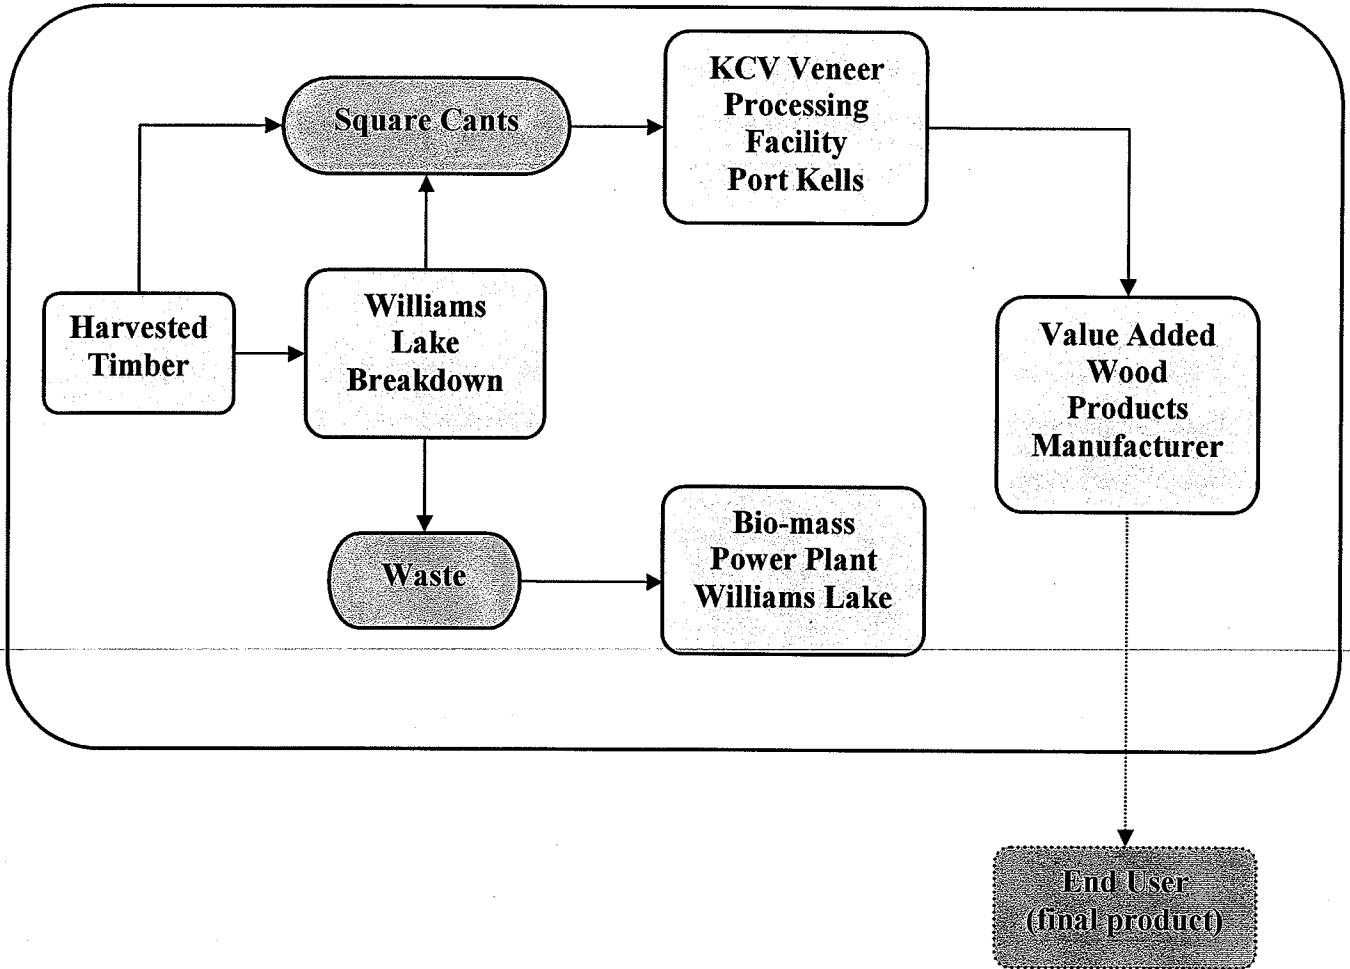 Square Cants
KCV Veneer
Processing
Facility
Port Kells
Harvested
Timber
Williams
Lake
Breakdown
Value Added
Wood
Products
Manufacturer
Waste
Bio-mass
Power Plant
Williams Lake
End User
(final product)